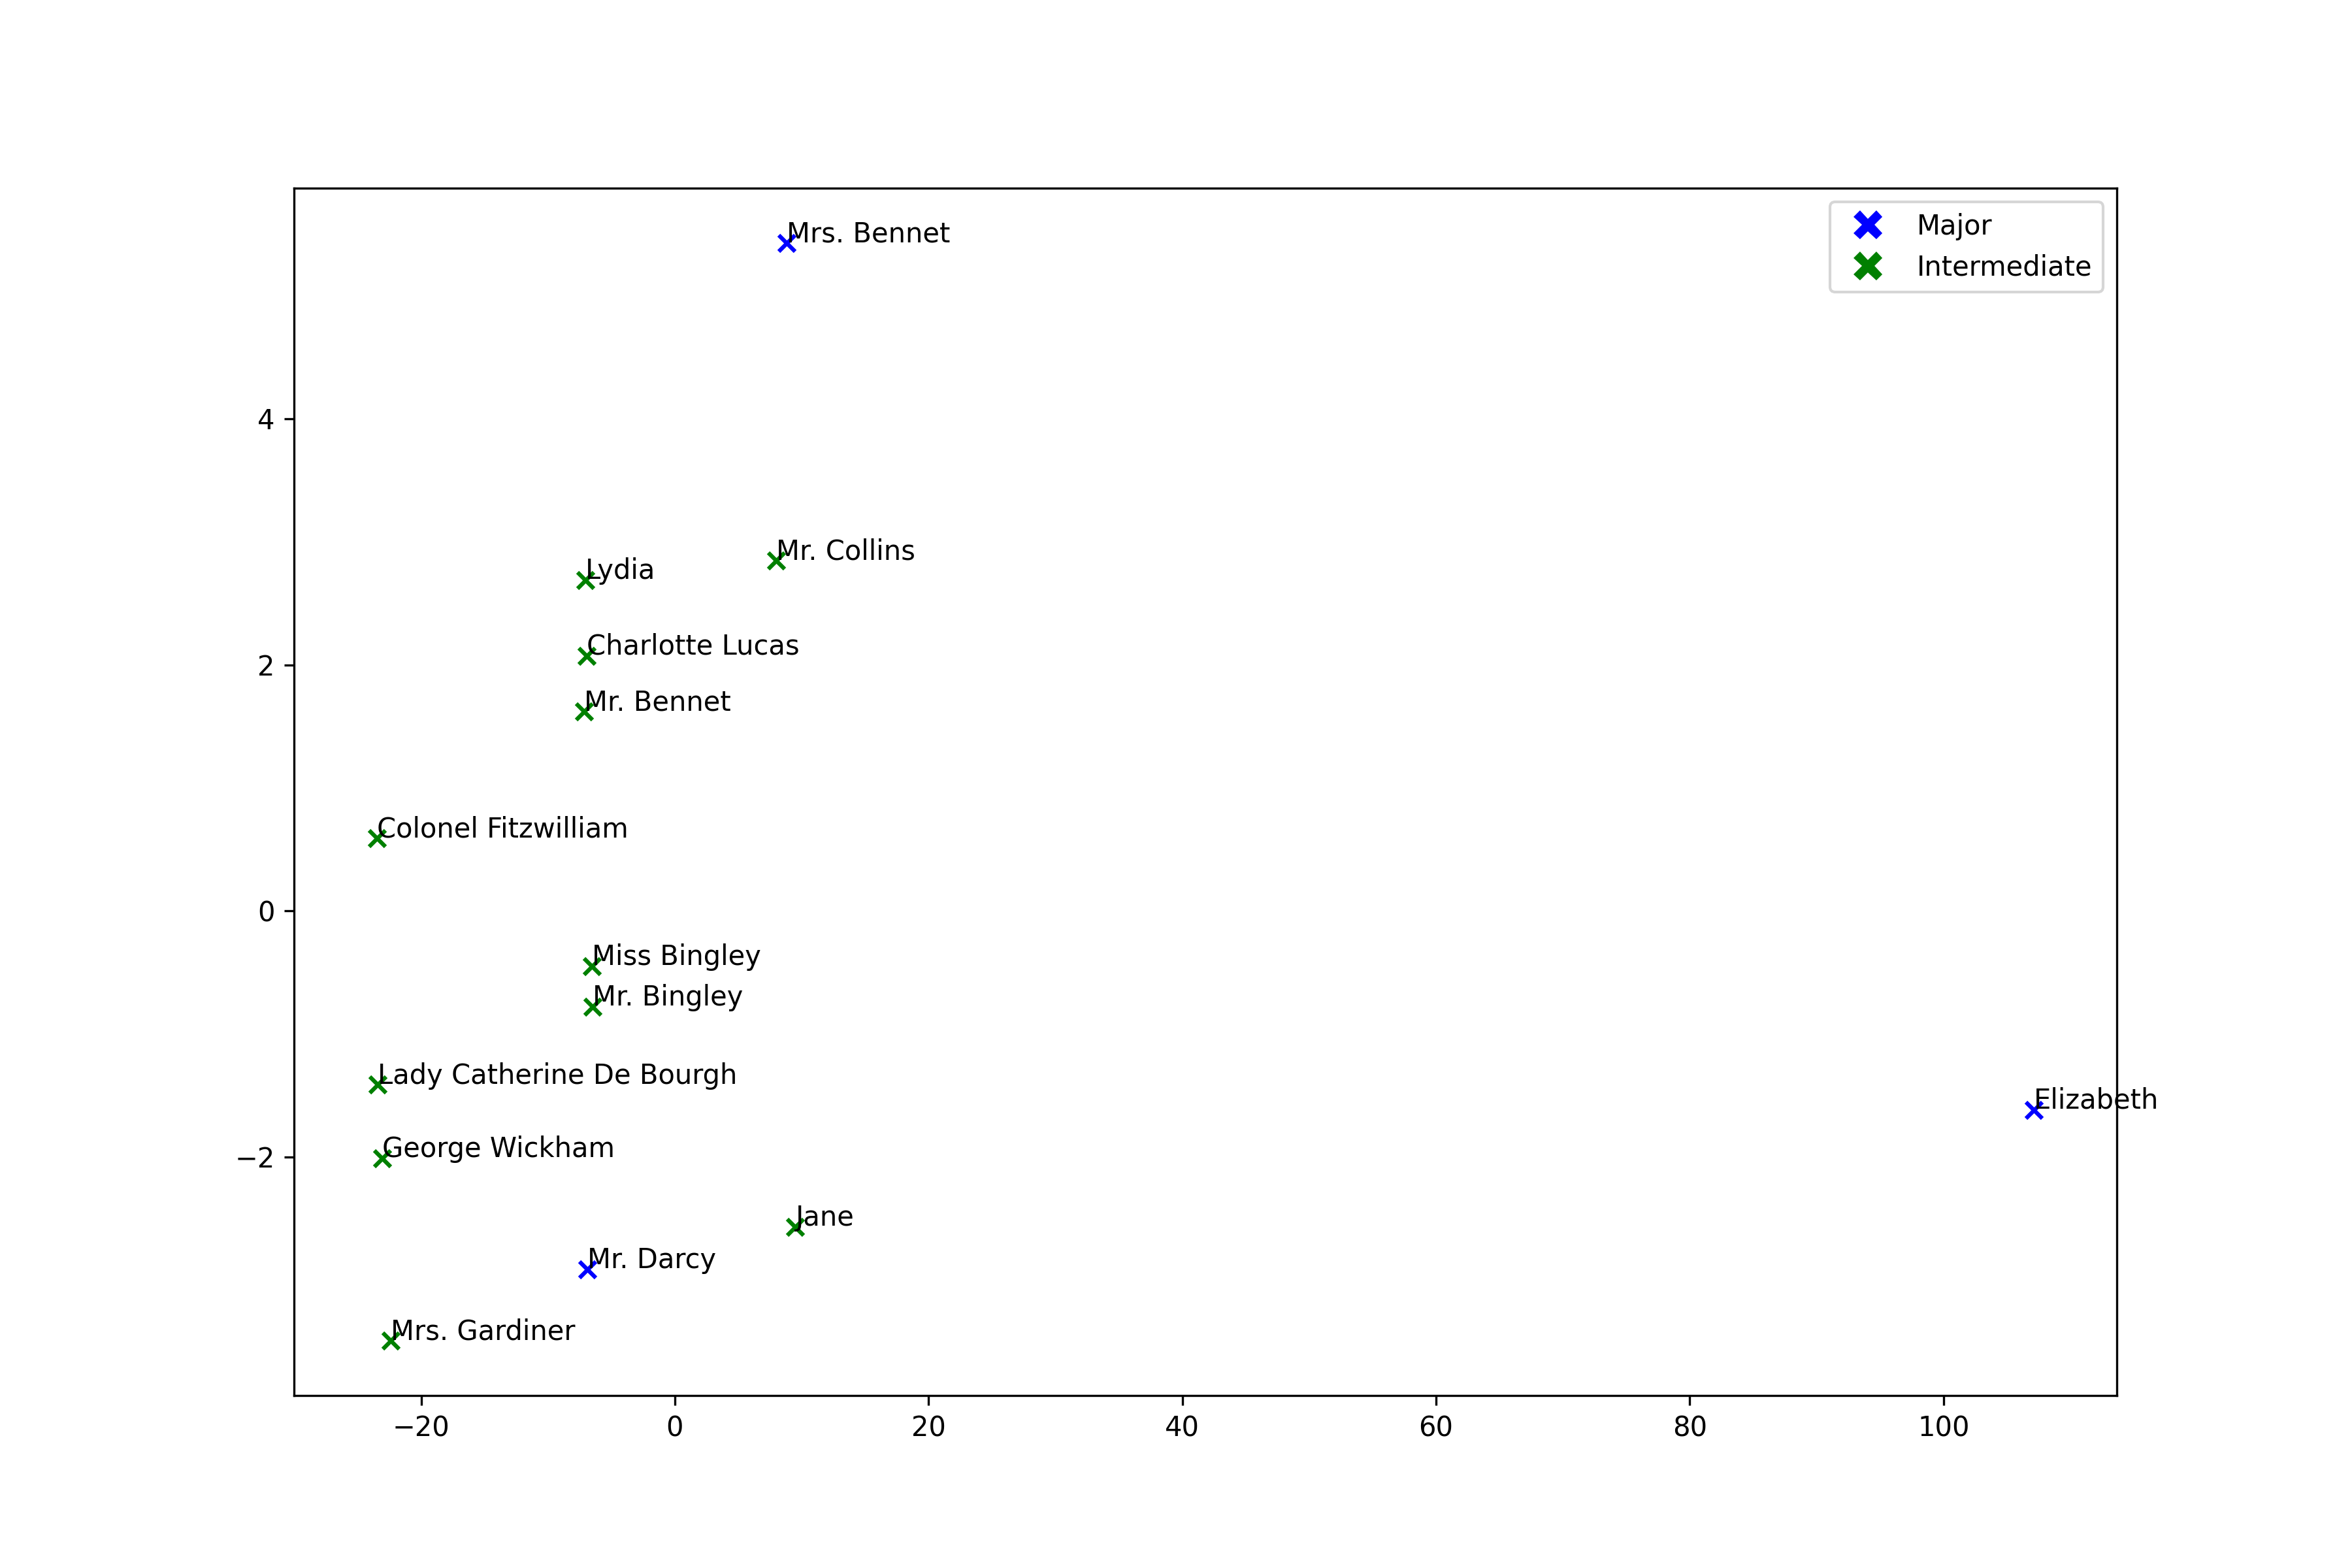 Mrs. Bennet
Major
Intermediate
4
Mr. Collins
Lydia
Charlotte Lucas
2
Mr. Bennet
Colonel Fitzwilliam
0
Miss Bingley
Mr. Bingley
Lady Catherine De Bourgh
Elizabeth
George Wickham
−2
Jane
Mr. Darcy
Mrs. Gardiner
−20 0 20 40 60 80 100